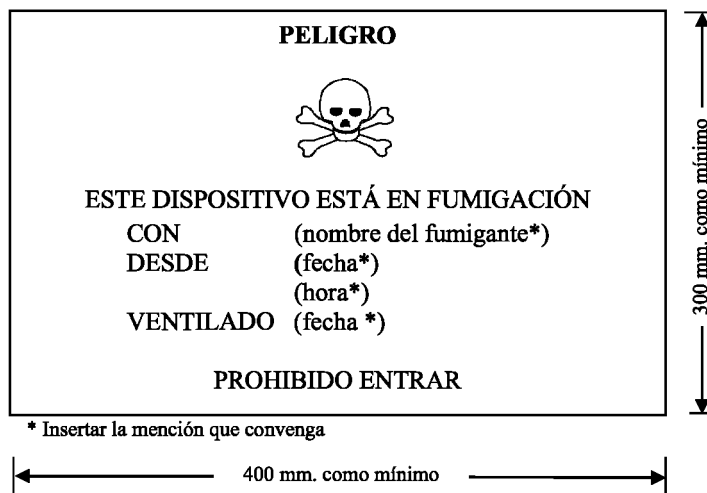 PELIGRO
ESTE DISPOSITIVO ESTÁ EN FUMIGACIÓN
CON (nombre del fumigante*)
DESDE (fecha*)
(hora*)
VENTILADO (fecha *)
PROHIBIDO ENTRAR
* Insertar la mención que convenga
400 mm. como mínimo
300 mm. como mínimo